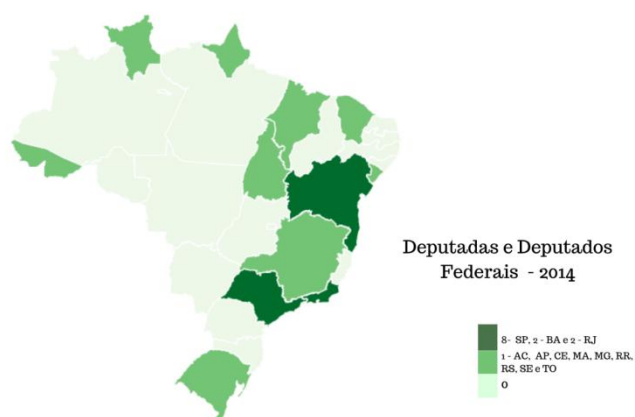 Deputadas e Deputados
Federais - 2014
8- SP, 2 - BA e 2 - RJ
1 - AC, AP, CE, MA, MG, RR,
RS, SE e TO
0